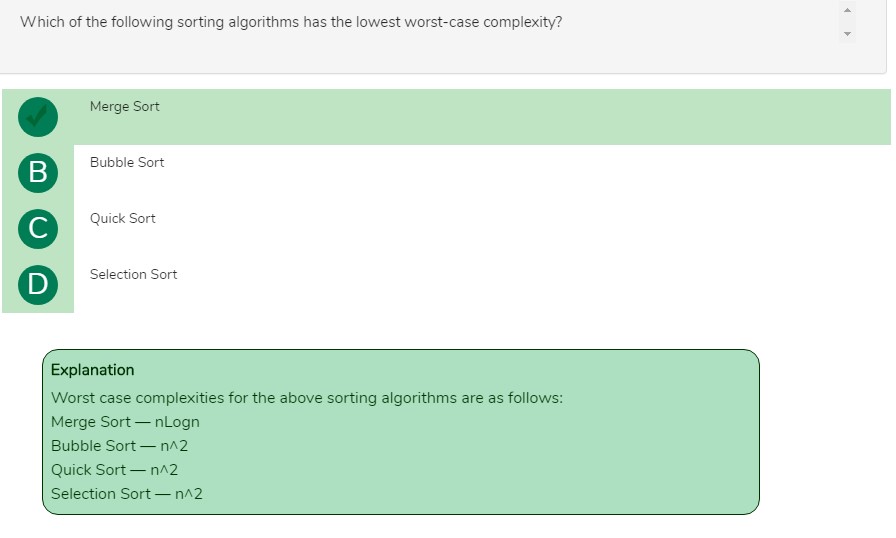 Which of the following sorting algorithms has the lowest worst-case complexity?
Merge Sort
B Bubble Sort
C Quick Sort
D Selection Sort
Explanation
Worst case complexities for the above sorting algorithms are as follows:
Merge Sort — nLogn
Bubble Sort — n^2
Quick Sort — n^2
Selection Sort — n^2